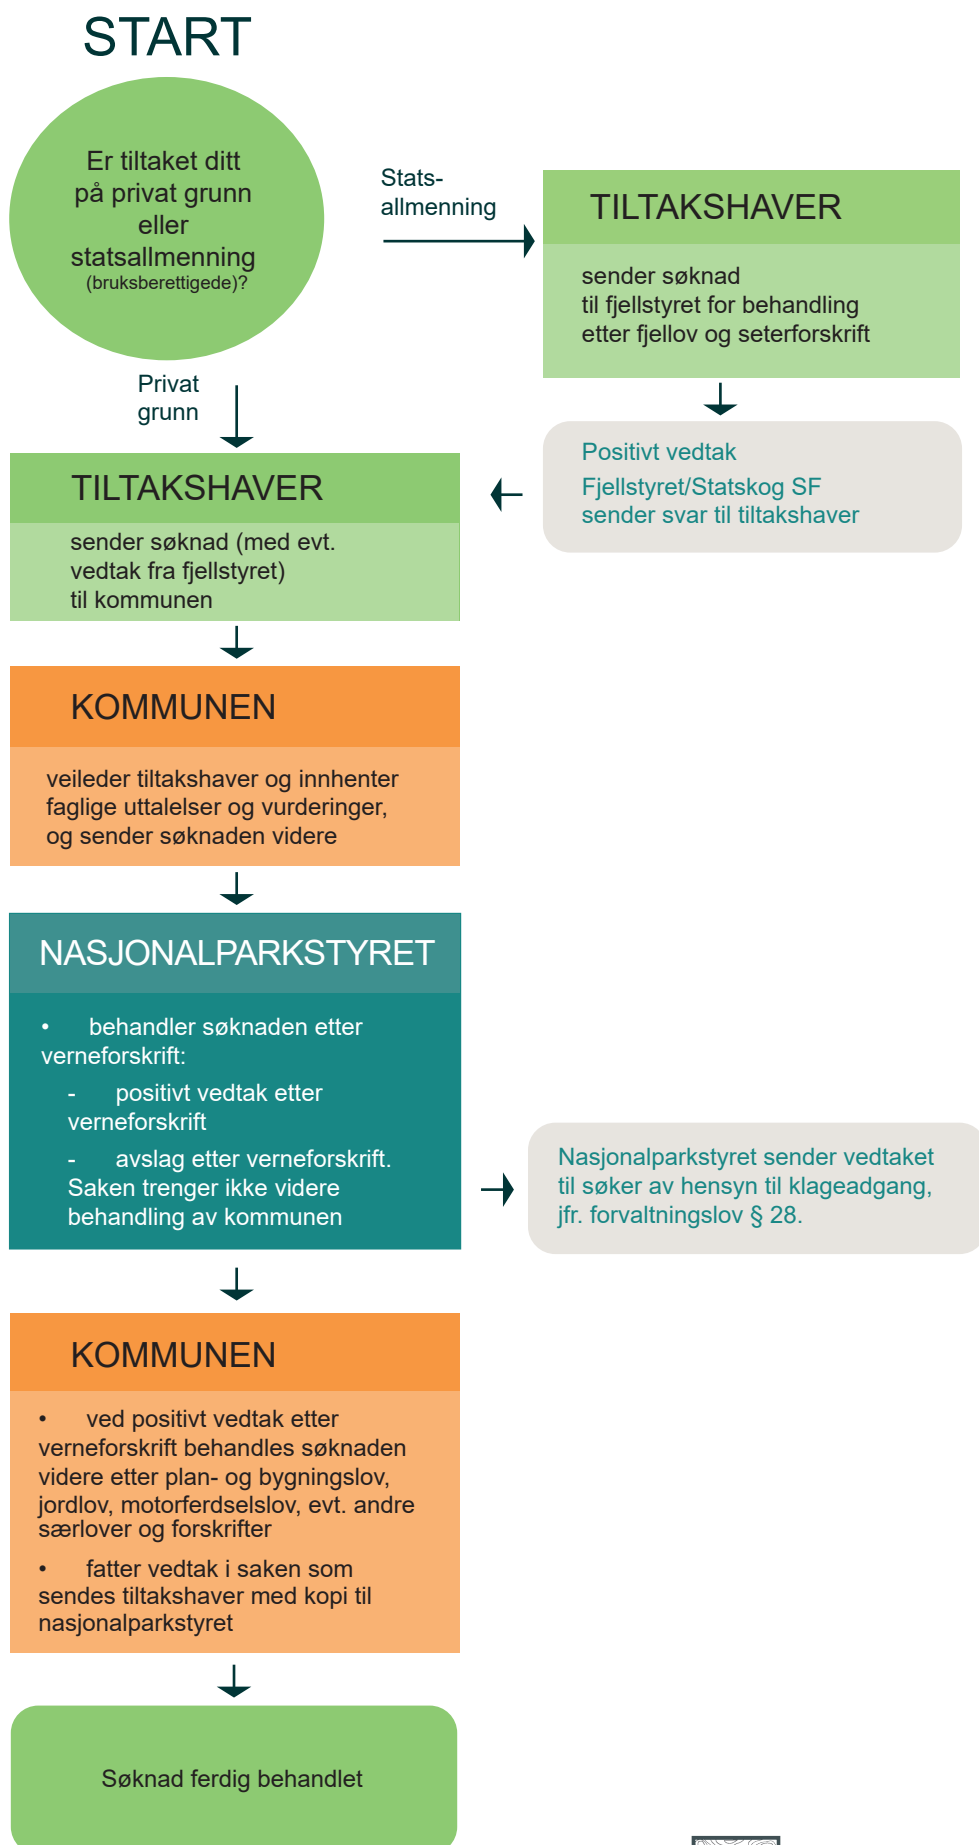 START
Er tiltaket ditt
på privat grunn
eller
statsallmenning
(bruksberettigede)?
Stats-
allmenning
TILTAKSHAVER
sender søknad
til fjellstyret for behandling
etter fjellov og seterforskrift
Positivt vedtak
Fjellstyret/Statskog SF
sender svar til tiltakshaver
Privat
grunn
TILTAKSHAVER
sender søknad (med evt.
vedtak fra fjellstyret)
til kommunen
KOMMUNEN
veileder tiltakshaver og innhenter
faglige uttalelser og vurderinger,
og sender søknaden videre
NASJONALPARKSTYRET
• behandler søknaden etter
verneforskrift:
- positivt vedtak etter
verneforskrift
- avslag etter verneforskrift.
Saken trenger ikke videre
behandling av kommunen
Nasjonalparkstyret sender vedtaket
til søker av hensyn til klageadgang,
jfr. forvaltningslov § 28.
KOMMUNEN
• ved positivt vedtak etter
verneforskrift behandles søknaden
videre etter plan- og bygningslov,
jordlov, motorferdselslov, evt. andre
særlover og forskrifter
• fatter vedtak i saken som
sendes tiltakshaver med kopi til
nasjonalparkstyret
Søknad ferdig behandlet